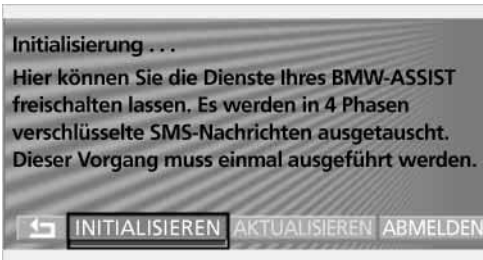 Initialisierung . . .
Hier können Sie die Dienste Ihres BMW-ASSIST
freischalten lassen. Es werden in 4 Phasen
verschlüsselte SMS-Nachrichten ausgetauscht.
Dieser Vorgang muss einmal ausgeführt werden.
INITIALISIEREN AKTUALISIEREN ABMELDEN